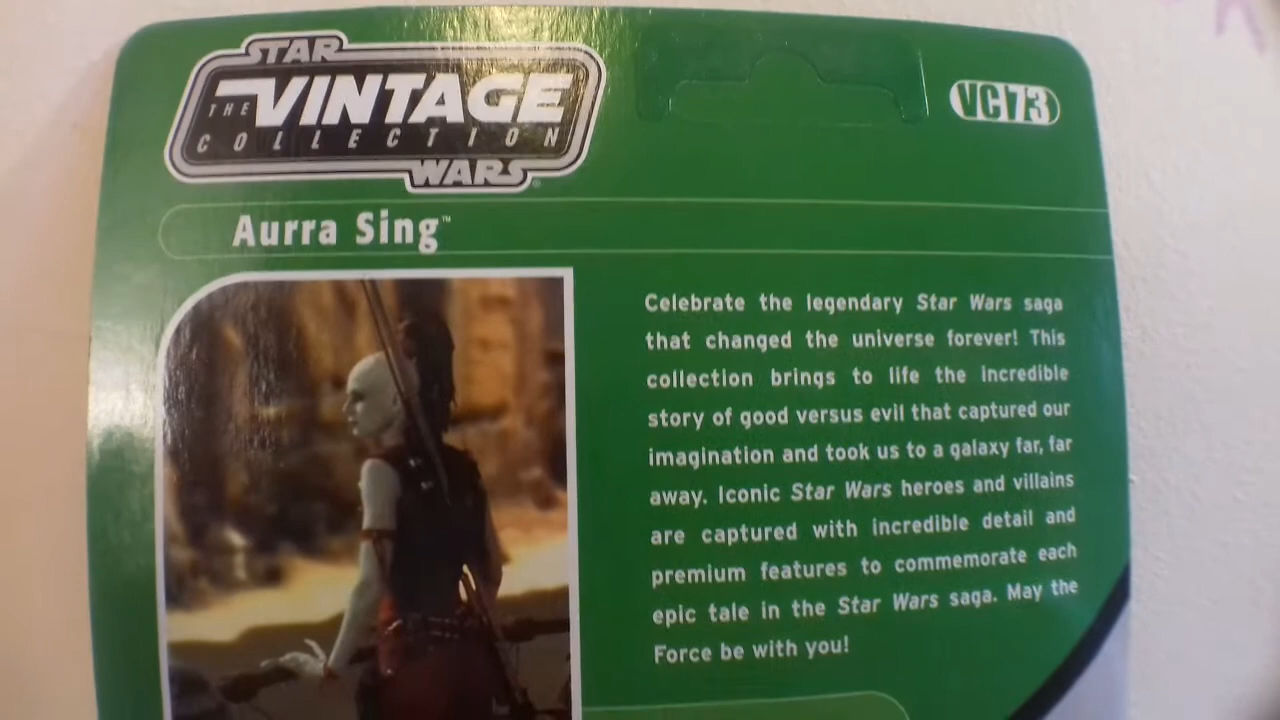 STAR
THE VINTAGE
COLLECTION
WARS®
VC173
Aurra Sing™
Celebrate the legendary Star Wars saga
that changed the universe forever! This
collection brings to life the incredible
story of good versus evil that captured our
imagination and took us to a galaxy far, far
away. Iconic Star Wars heroes and villains
are captured with incredible detail and
premium features to commemorate each
epic tale in the Star Wars saga. May the
Force be with you!